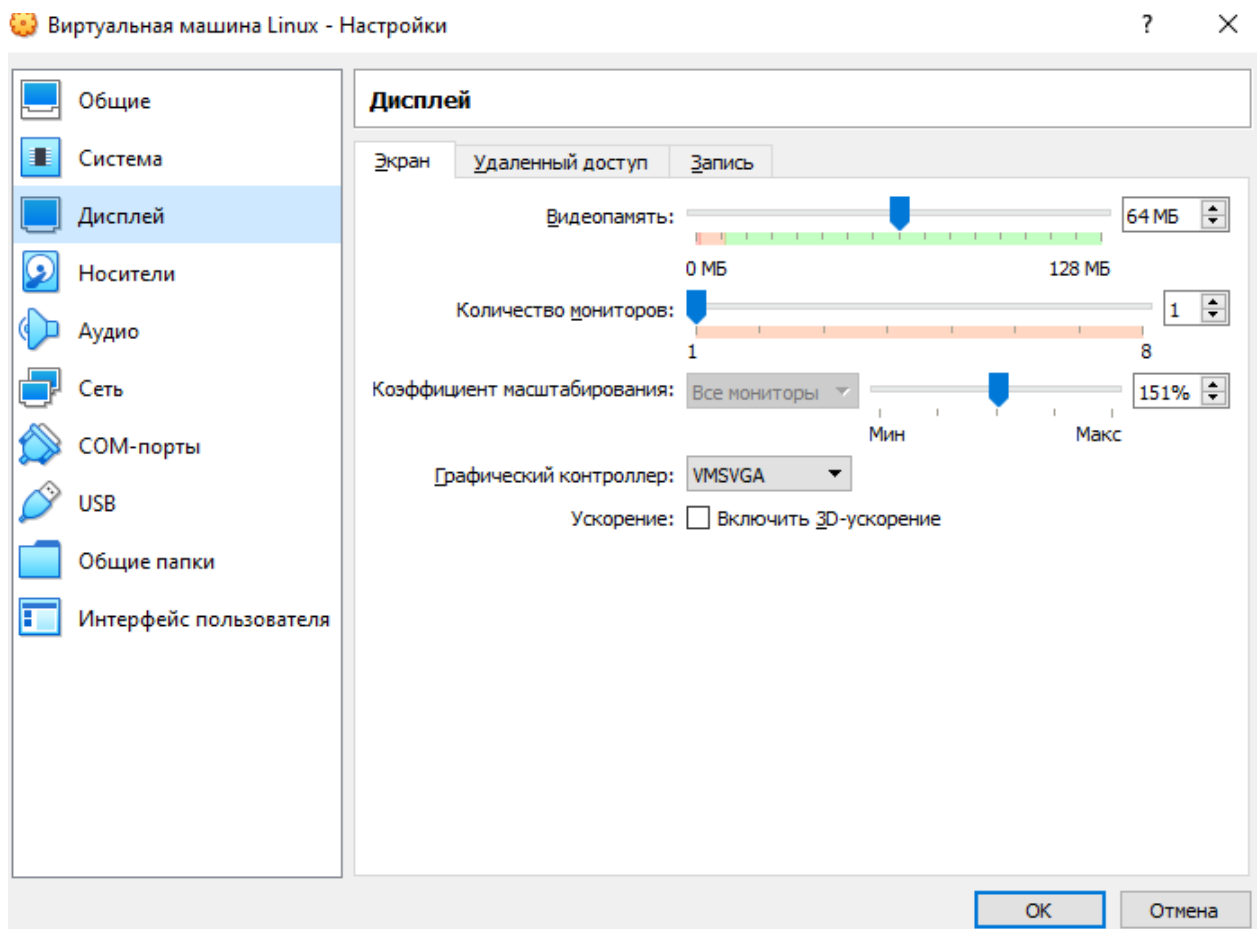 Виртуальная машина Linux - Настройки
?
Общие
Система
Дисплей
Носители
Аудио
Сеть
COM-порты
USB
Общие папки
Интерфейс пользователя
Дисплей
Экран Удаленный доступ Запись
Видеопамять: 64 МБ
0 МБ 128 МБ
Количество мониторов: 1
1 8
Коэффициент масштабирования: Все мониторы 151%
Мин Макс
Графический контроллер: VMSVGA
Ускорение: Включить 3D-ускорение
OK Отмена